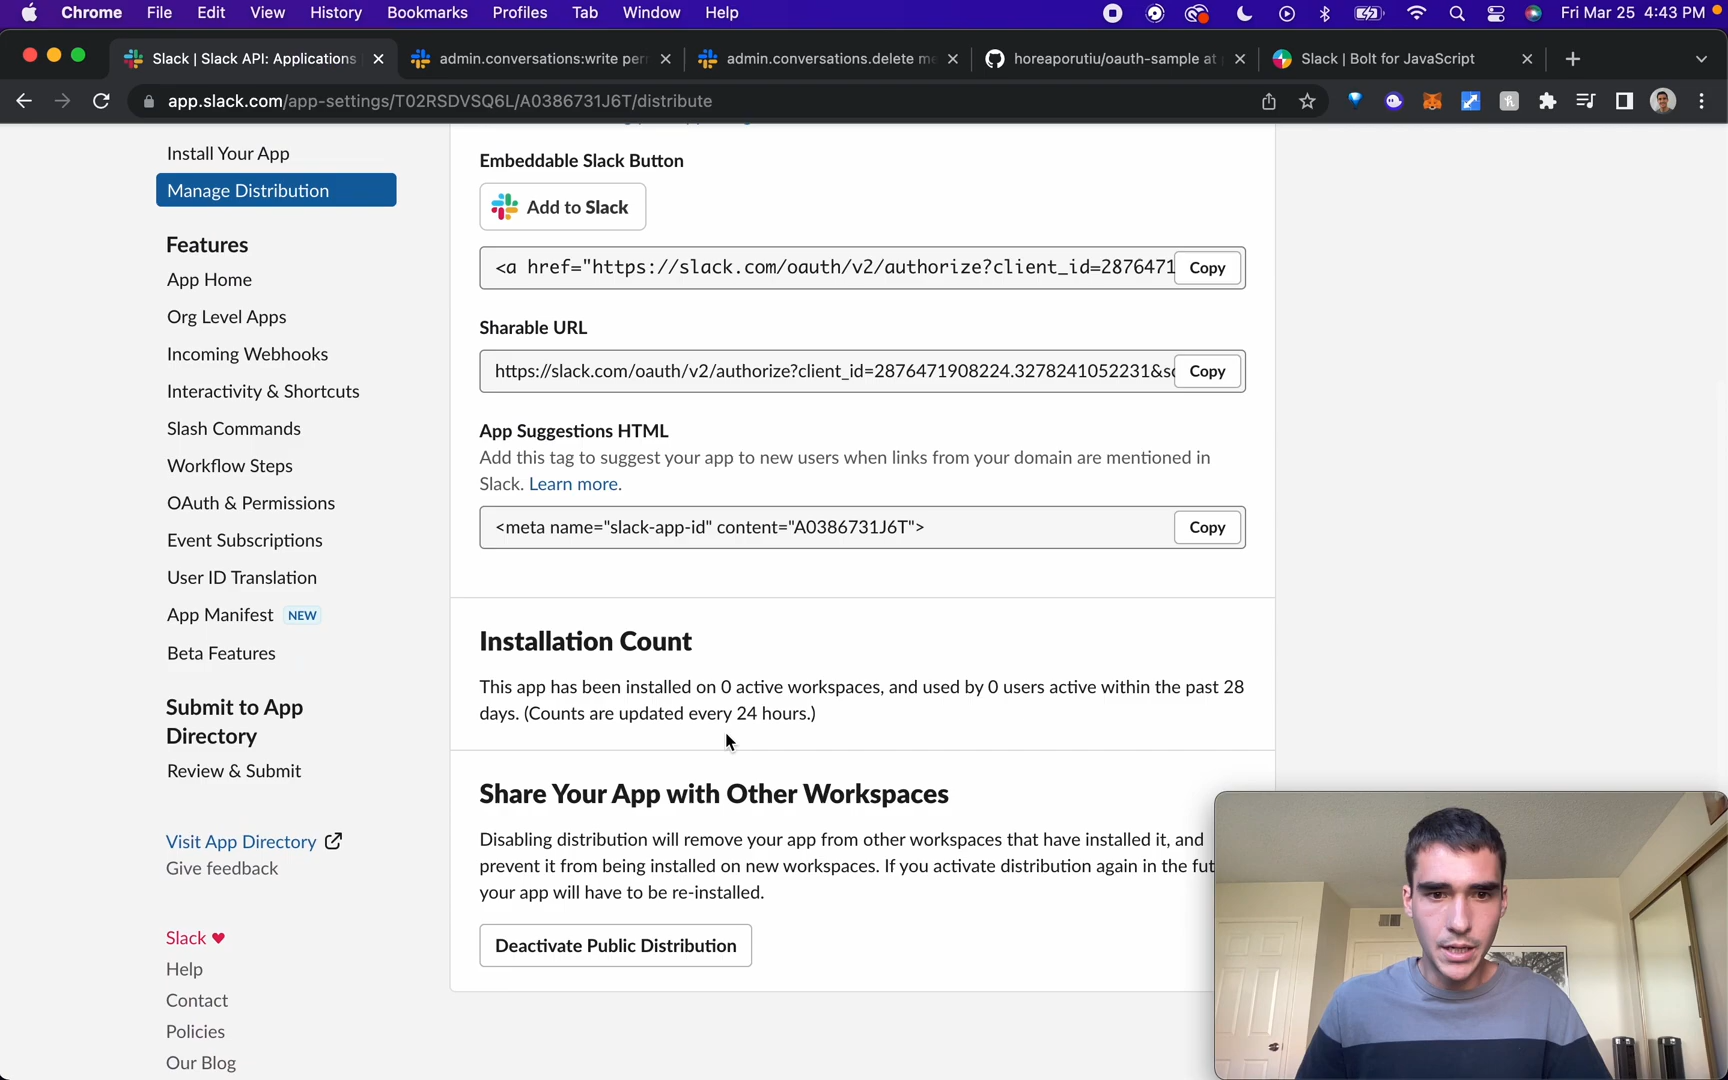 Chrome File Edit View History Bookmarks Profiles Tab Window Help Fri Mar 25 4:43 PM
Slack | Slack API: Applications admin.conversations:write per admin.conversations.delete me horeaporutiu/oauth-sample at Slack | Bolt for JavaScript
app.slack.com/app-settings/T02RSDVSQ6L/A0386731J6T/distribute
Install Your App
Manage Distribution
Features
App Home
Org Level Apps
Incoming Webhooks
Interactivity & Shortcuts
Slash Commands
Workflow Steps
OAuth & Permissions
Event Subscriptions
User ID Translation
App Manifest NEW
Beta Features
Submit to App
Directory
Review & Submit
Visit App Directory
Give feedback
Slack ♥
Help
Contact
Policies
Our Blog
Embeddable Slack Button
Add to Slack
<a href="https://slack.com/oauth/v2/authorize?client_id=2876471 Copy
Sharable URL
https://slack.com/oauth/v2/authorize?client_id=2876471908224.3278241052231&sc Copy
App Suggestions HTML
Add this tag to suggest your app to new users when links from your domain are mentioned in
Slack. Learn more.
<meta name="slack-app-id" content="A0386731J6T"> Copy
Installation Count
This app has been installed on 0 active workspaces, and used by 0 users active within the past 28
days. (Counts are updated every 24 hours.)
Share Your App with Other Workspaces
Disabling distribution will remove your app from other workspaces that have installed it, and
prevent it from being installed on new workspaces. If you activate distribution again in the fut
your app will have to be re-installed.
Deactivate Public Distribution